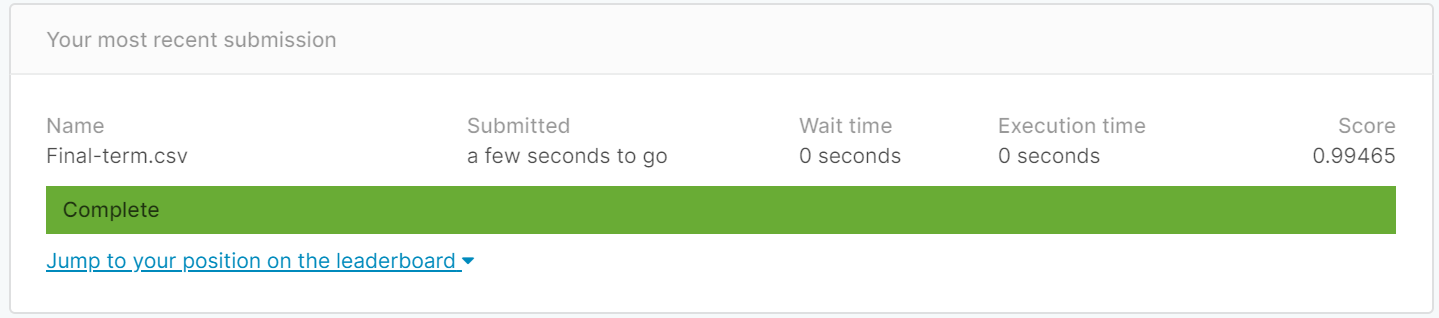 Your most recent submission
Name Submitted Wait time Execution time Score
Final-term.csv a few seconds to go 0 seconds 0 seconds 0.99465
Complete
Jump to your position on the leaderboard